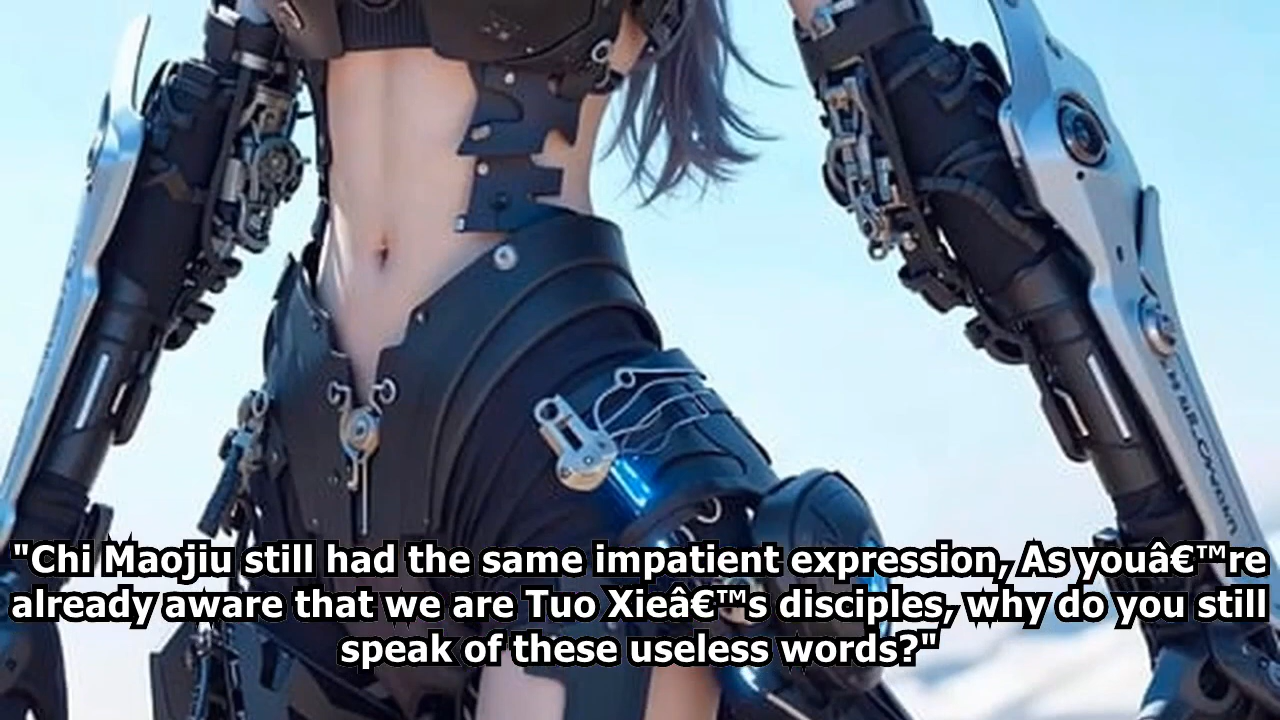 "Chi Maojiu still had the same impatient expression, As youâ€™re
already aware that we are Tuo Xieâ€™s disciples, why do you still
speak of these useless words?"